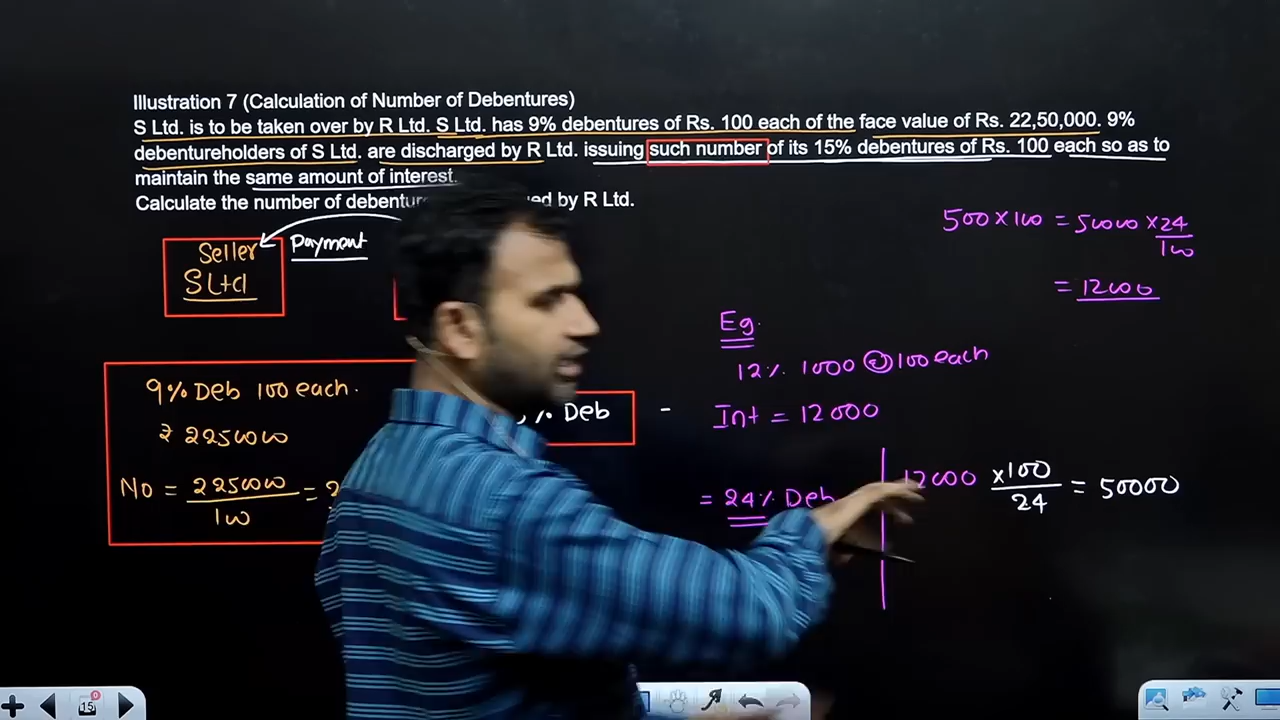 Illustration 7 (Calculation of Number of Debentures)
S Ltd. is to be taken over by R Ltd. S Ltd. has 9% debentures of Rs. 100 each of the face value of Rs. 22,50,000. 9%
debentureholders of S Ltd. are discharged by R Ltd. issuing such number of its 15% debentures of Rs. 100 each so as to
maintain the same amount of interest.
Calculate the number of ed by R Ltd.
Seller
S Ltd
Payment
500 × 100 = 50000 × 24/100
= 12000
Eg.
12% 1000 @ 100 each
Int = 12000
9% Deb 100 each.
₹ 2250000
No = 2250000/100 =
% Deb -
= 24% Deb
12000 × 100/24 = 50000
15
0